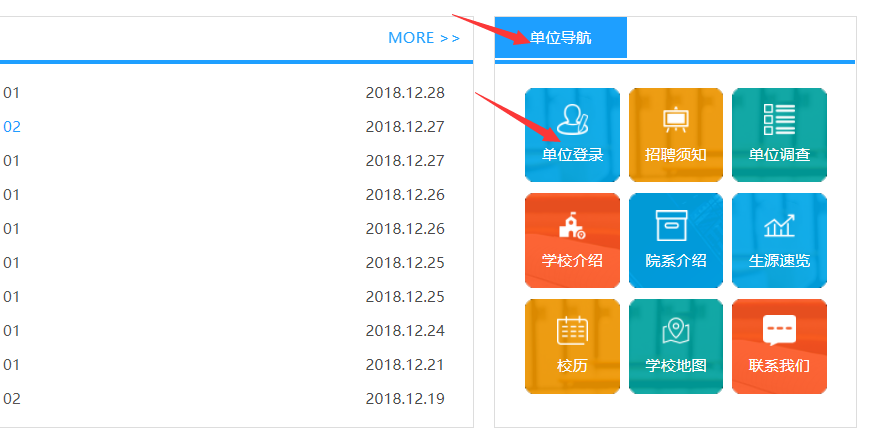 MORE >>
01 2018.12.28
02 2018.12.27
01 2018.12.27
01 2018.12.26
01 2018.12.26
01 2018.12.25
01 2018.12.25
01 2018.12.24
01 2018.12.21
02 2018.12.19
单位导航
单位登录 招聘须知 单位调查
学校介绍 院系介绍 生源速览
校历 学校地图 联系我们